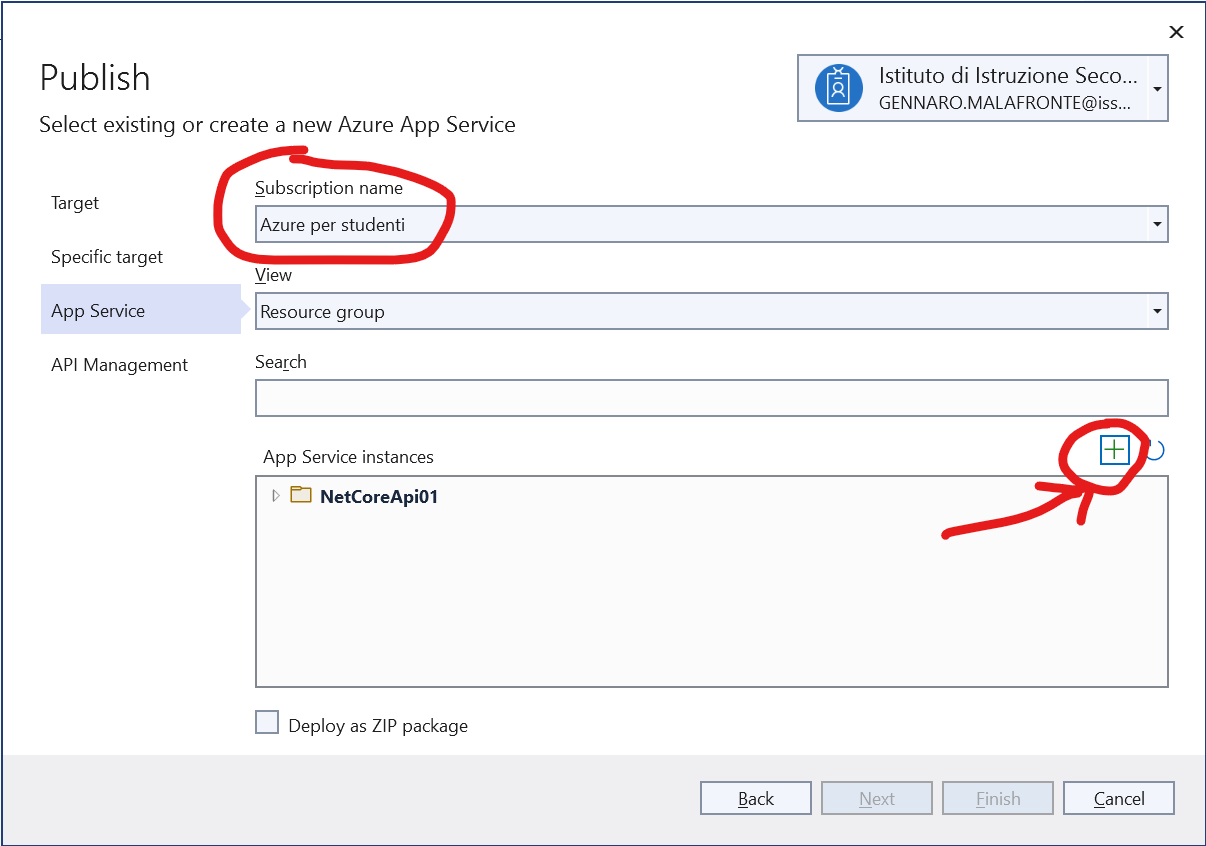 Publish
Select existing or create a new Azure App Service
Istituto di Istruzione Seco...
GENNARO.MALAFRONTE@iss...
Target
Specific target
App Service
API Management
Subscription name
Azure per studenti
View
Resource group
Search
App Service instances
NetCoreApi01
Deploy as ZIP package
Back
Next
Finish
Cancel